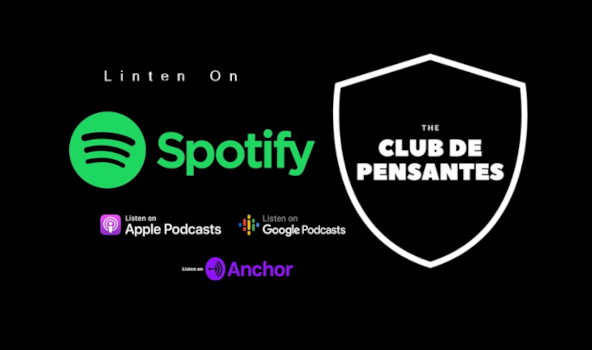 Linten On
Spotify
Listen on
Apple Podcasts
Listen on
Google Podcasts
Listen on Anchor
THE
CLUB DE
PENSANTES